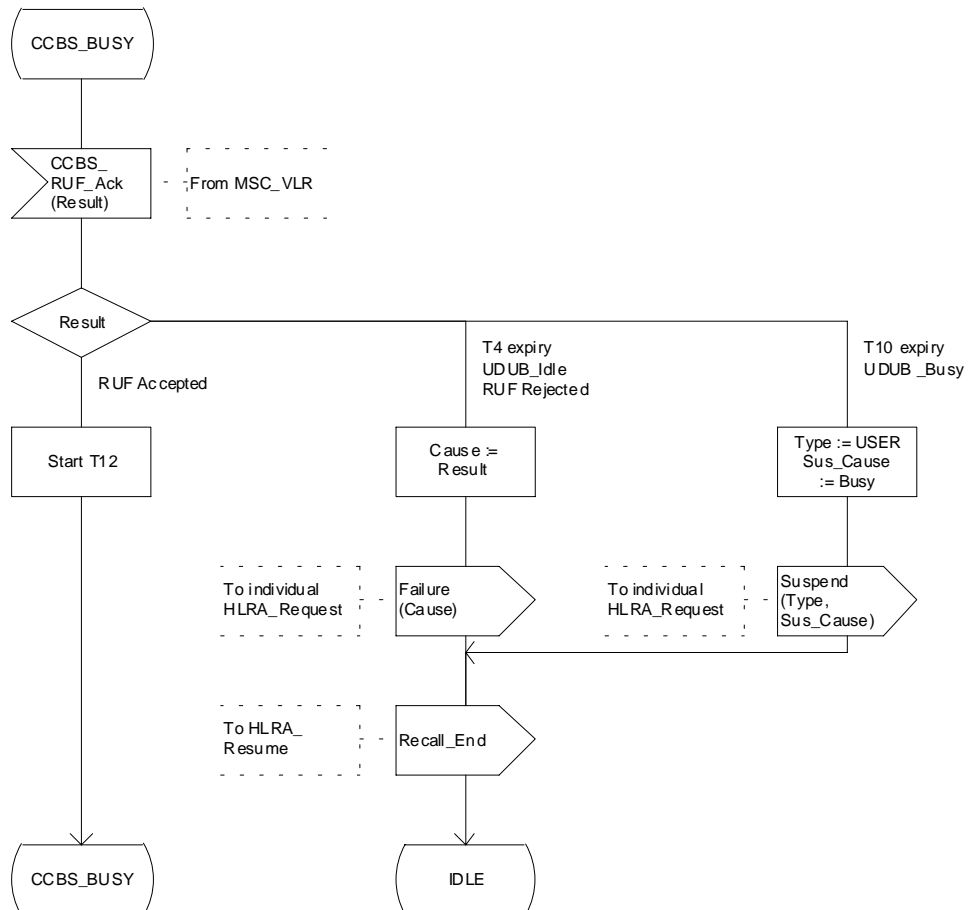 CCBS_BUSY
CCBS_
RUF_Ack
(Result)
From MSC_VLR
Result
RUF Accepted
T4 expiry
UDUB_Idle
RUF Rejected
T10 expiry
UDUB_Busy
Start T12
Cause :=
Result
Type := USER
Sus_Cause
:= Busy
To individual
HLRA_Request
Failure
(Cause)
To individual
HLRA_Request
Suspend
(Type,
Sus_Cause)
To HLRA_
Resume
Recall_End
CCBS_BUSY
IDLE